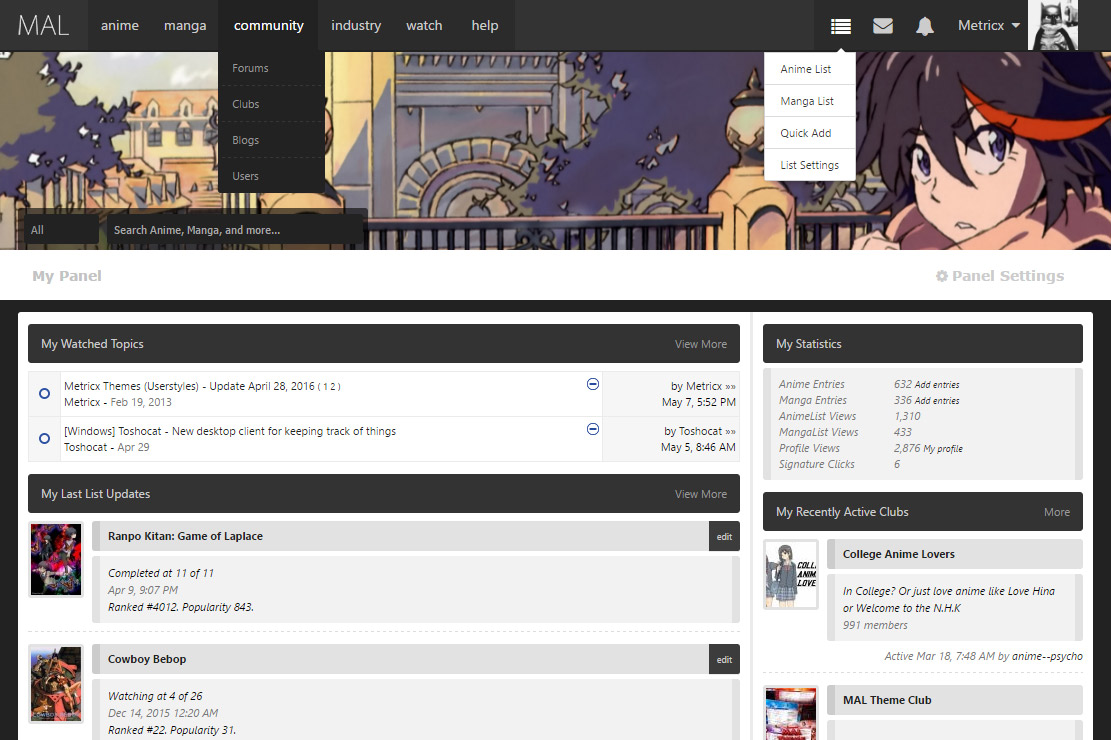 MAL anime manga community industry watch help Metricx
Forums
Clubs
Blogs
Users
Anime List
Manga List
Quick Add
List Settings
All Search Anime, Manga, and more...
My Panel Panel Settings
My Watched Topics View More
Metricx Themes (Userstyles) - Update April 28, 2016 ( 1 2 ) by Metricx »»
Metricx - Feb 19, 2013 May 7, 5:52 PM
[Windows] Toshocat - New desktop client for keeping track of things by Toshocat »»
Toshocat - Apr 29 May 5, 8:46 AM
My Last List Updates View More
Ranpo Kitan: Game of Laplace edit
Completed at 11 of 11
Apr 9, 9:07 PM
Ranked #4012. Popularity 843.
Cowboy Bebop edit
Watching at 4 of 26
Dec 14, 2015 12:20 AM
Ranked #22. Popularity 31.
My Statistics
Anime Entries 632 Add entries
Manga Entries 336 Add entries
AnimeList Views 1,310
MangaList Views 433
Profile Views 2,876 My profile
Signature Clicks 6
My Recently Active Clubs More
College Anime Lovers
In College? Or just love anime like Love Hina
or Welcome to the N.H.K
991 members
Active Mar 18, 7:48 AM by anime--psycho
MAL Theme Club